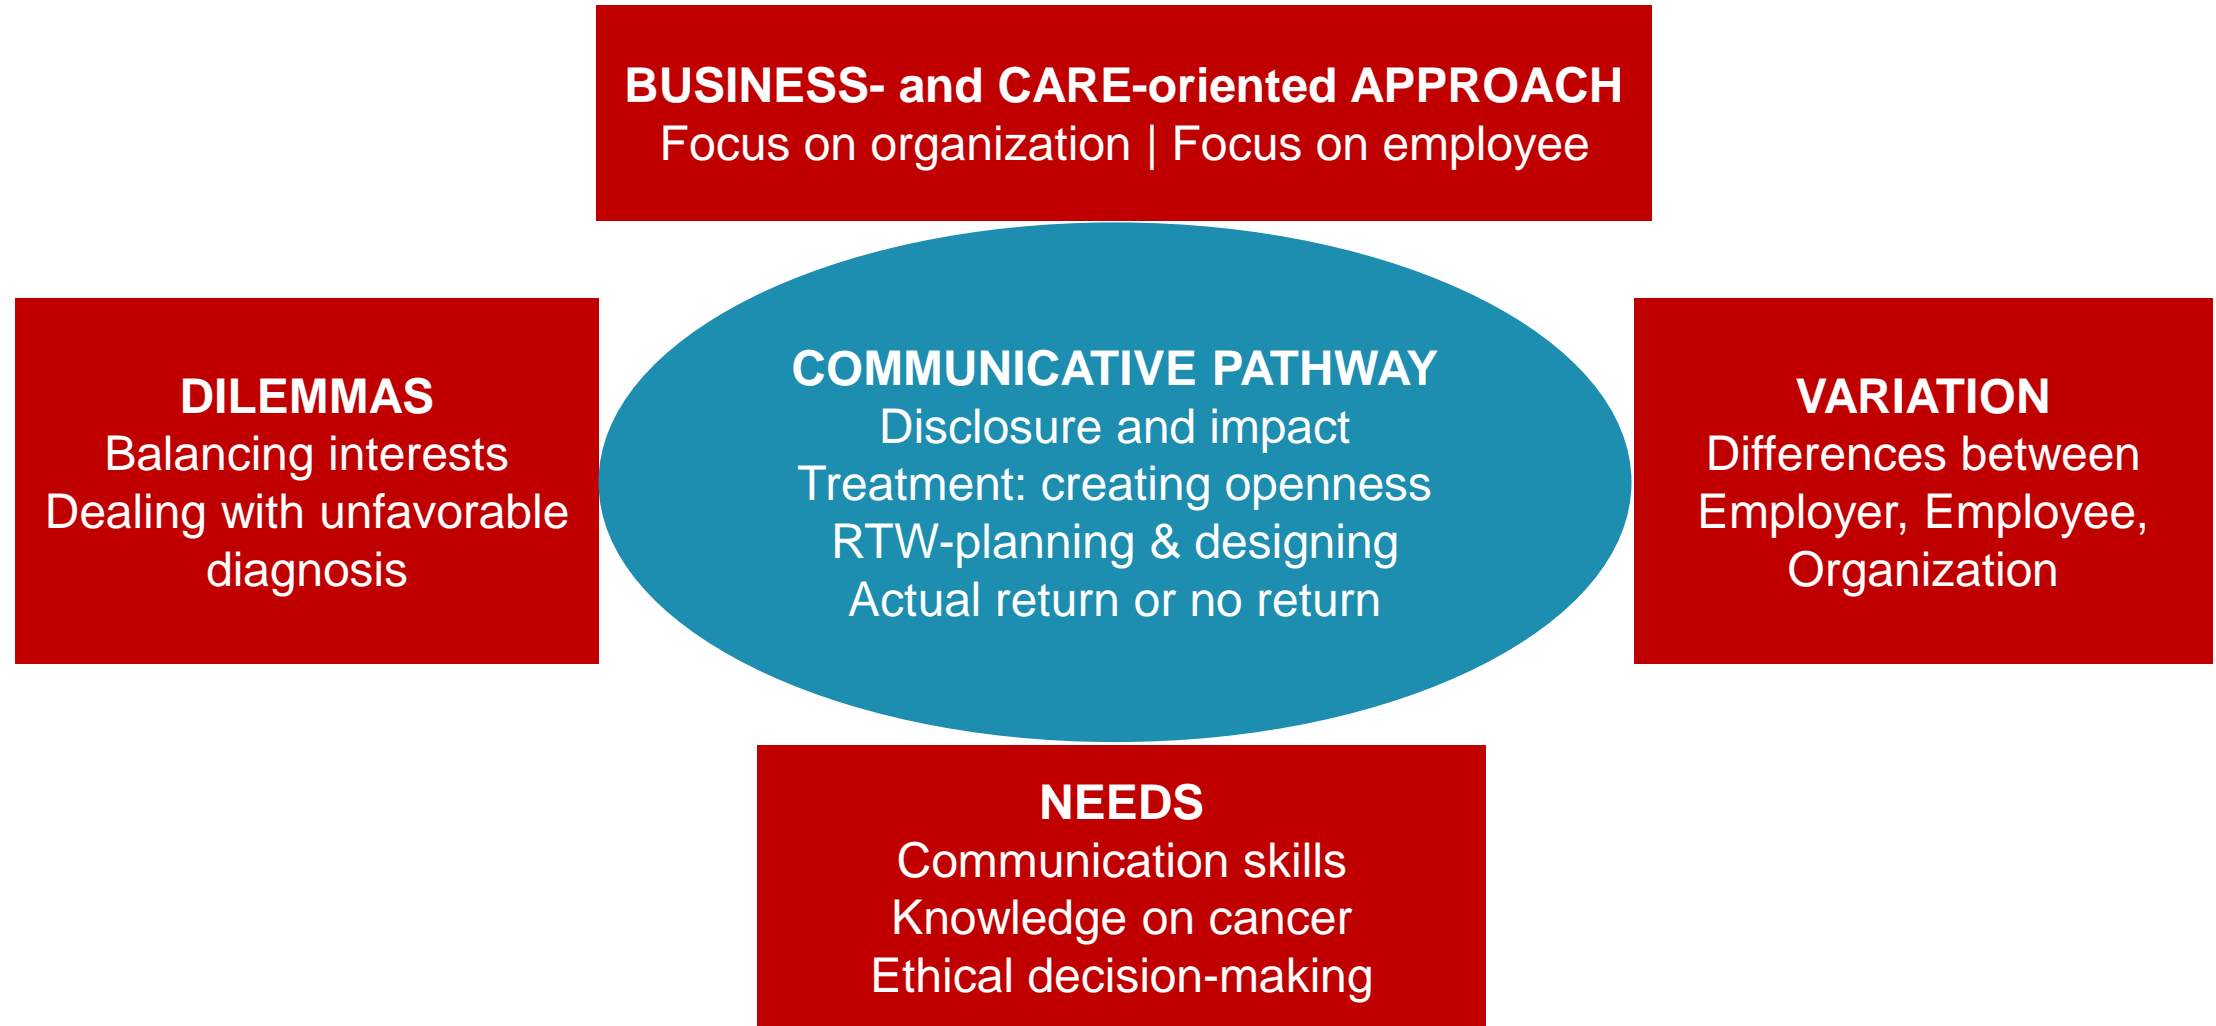 BUSINESS- and CARE-oriented APPROACH
Focus on organization | Focus on employee
DILEMMAS
Balancing interests
Dealing with unfavorable
diagnosis
COMMUNICATIVE PATHWAY
Disclosure and impact
Treatment: creating openness
RTW-planning & designing
Actual return or no return
VARIATION
Differences between
Employer, Employee,
Organization
NEEDS
Communication skills
Knowledge on cancer
Ethical decision-making